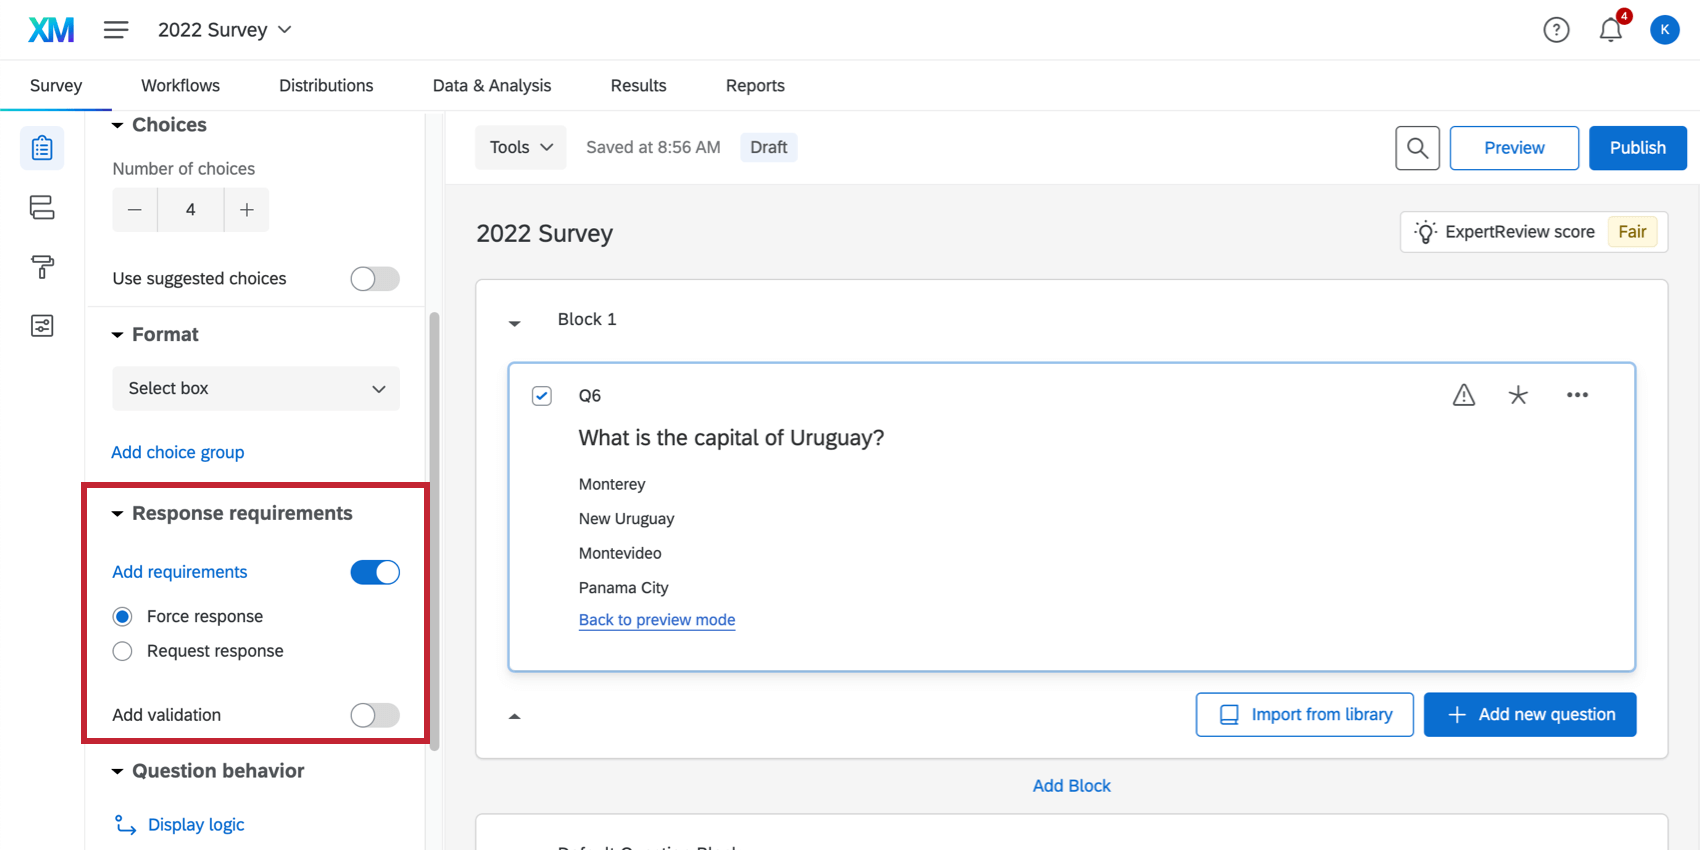 XM
2022 Survey
?
4
K
Survey
Workflows
Distributions
Data & Analysis
Results
Reports
Choices
Number of choices
4
Use suggested choices
Format
Select box
Add choice group
Response requirements
Add requirements
Force response
Request response
Add validation
Question behavior
Display logic
Tools
Saved at 8:56 AM
Draft
Preview
Publish
2022 Survey
ExpertReview score
Fair
Block 1
Q6
What is the capital of Uruguay?
Monterey
New Uruguay
Montevideo
Panama City
Back to preview mode
Import from library
Add new question
Add Block
Default Question Block